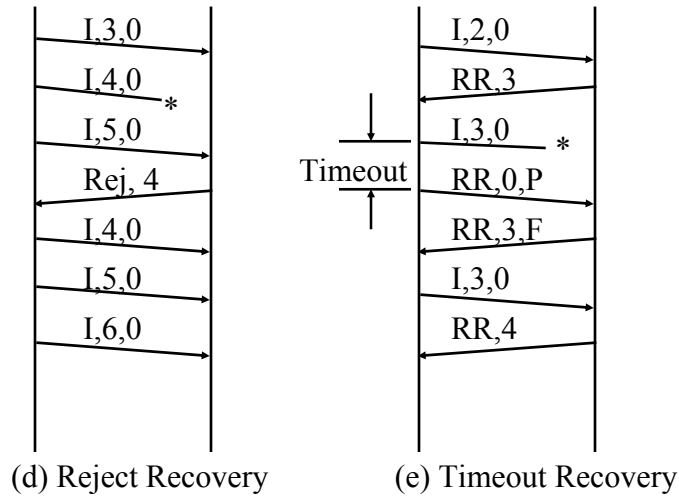 I,3,0
I,4,0
*
I,5,0
Rej, 4
I,4,0
I,5,0
I,6,0
(d) Reject Recovery
I,2,0
RR,3
I,3,0
*
Timeout
RR,0,P
RR,3,F
I,3,0
RR,4
(e) Timeout Recovery